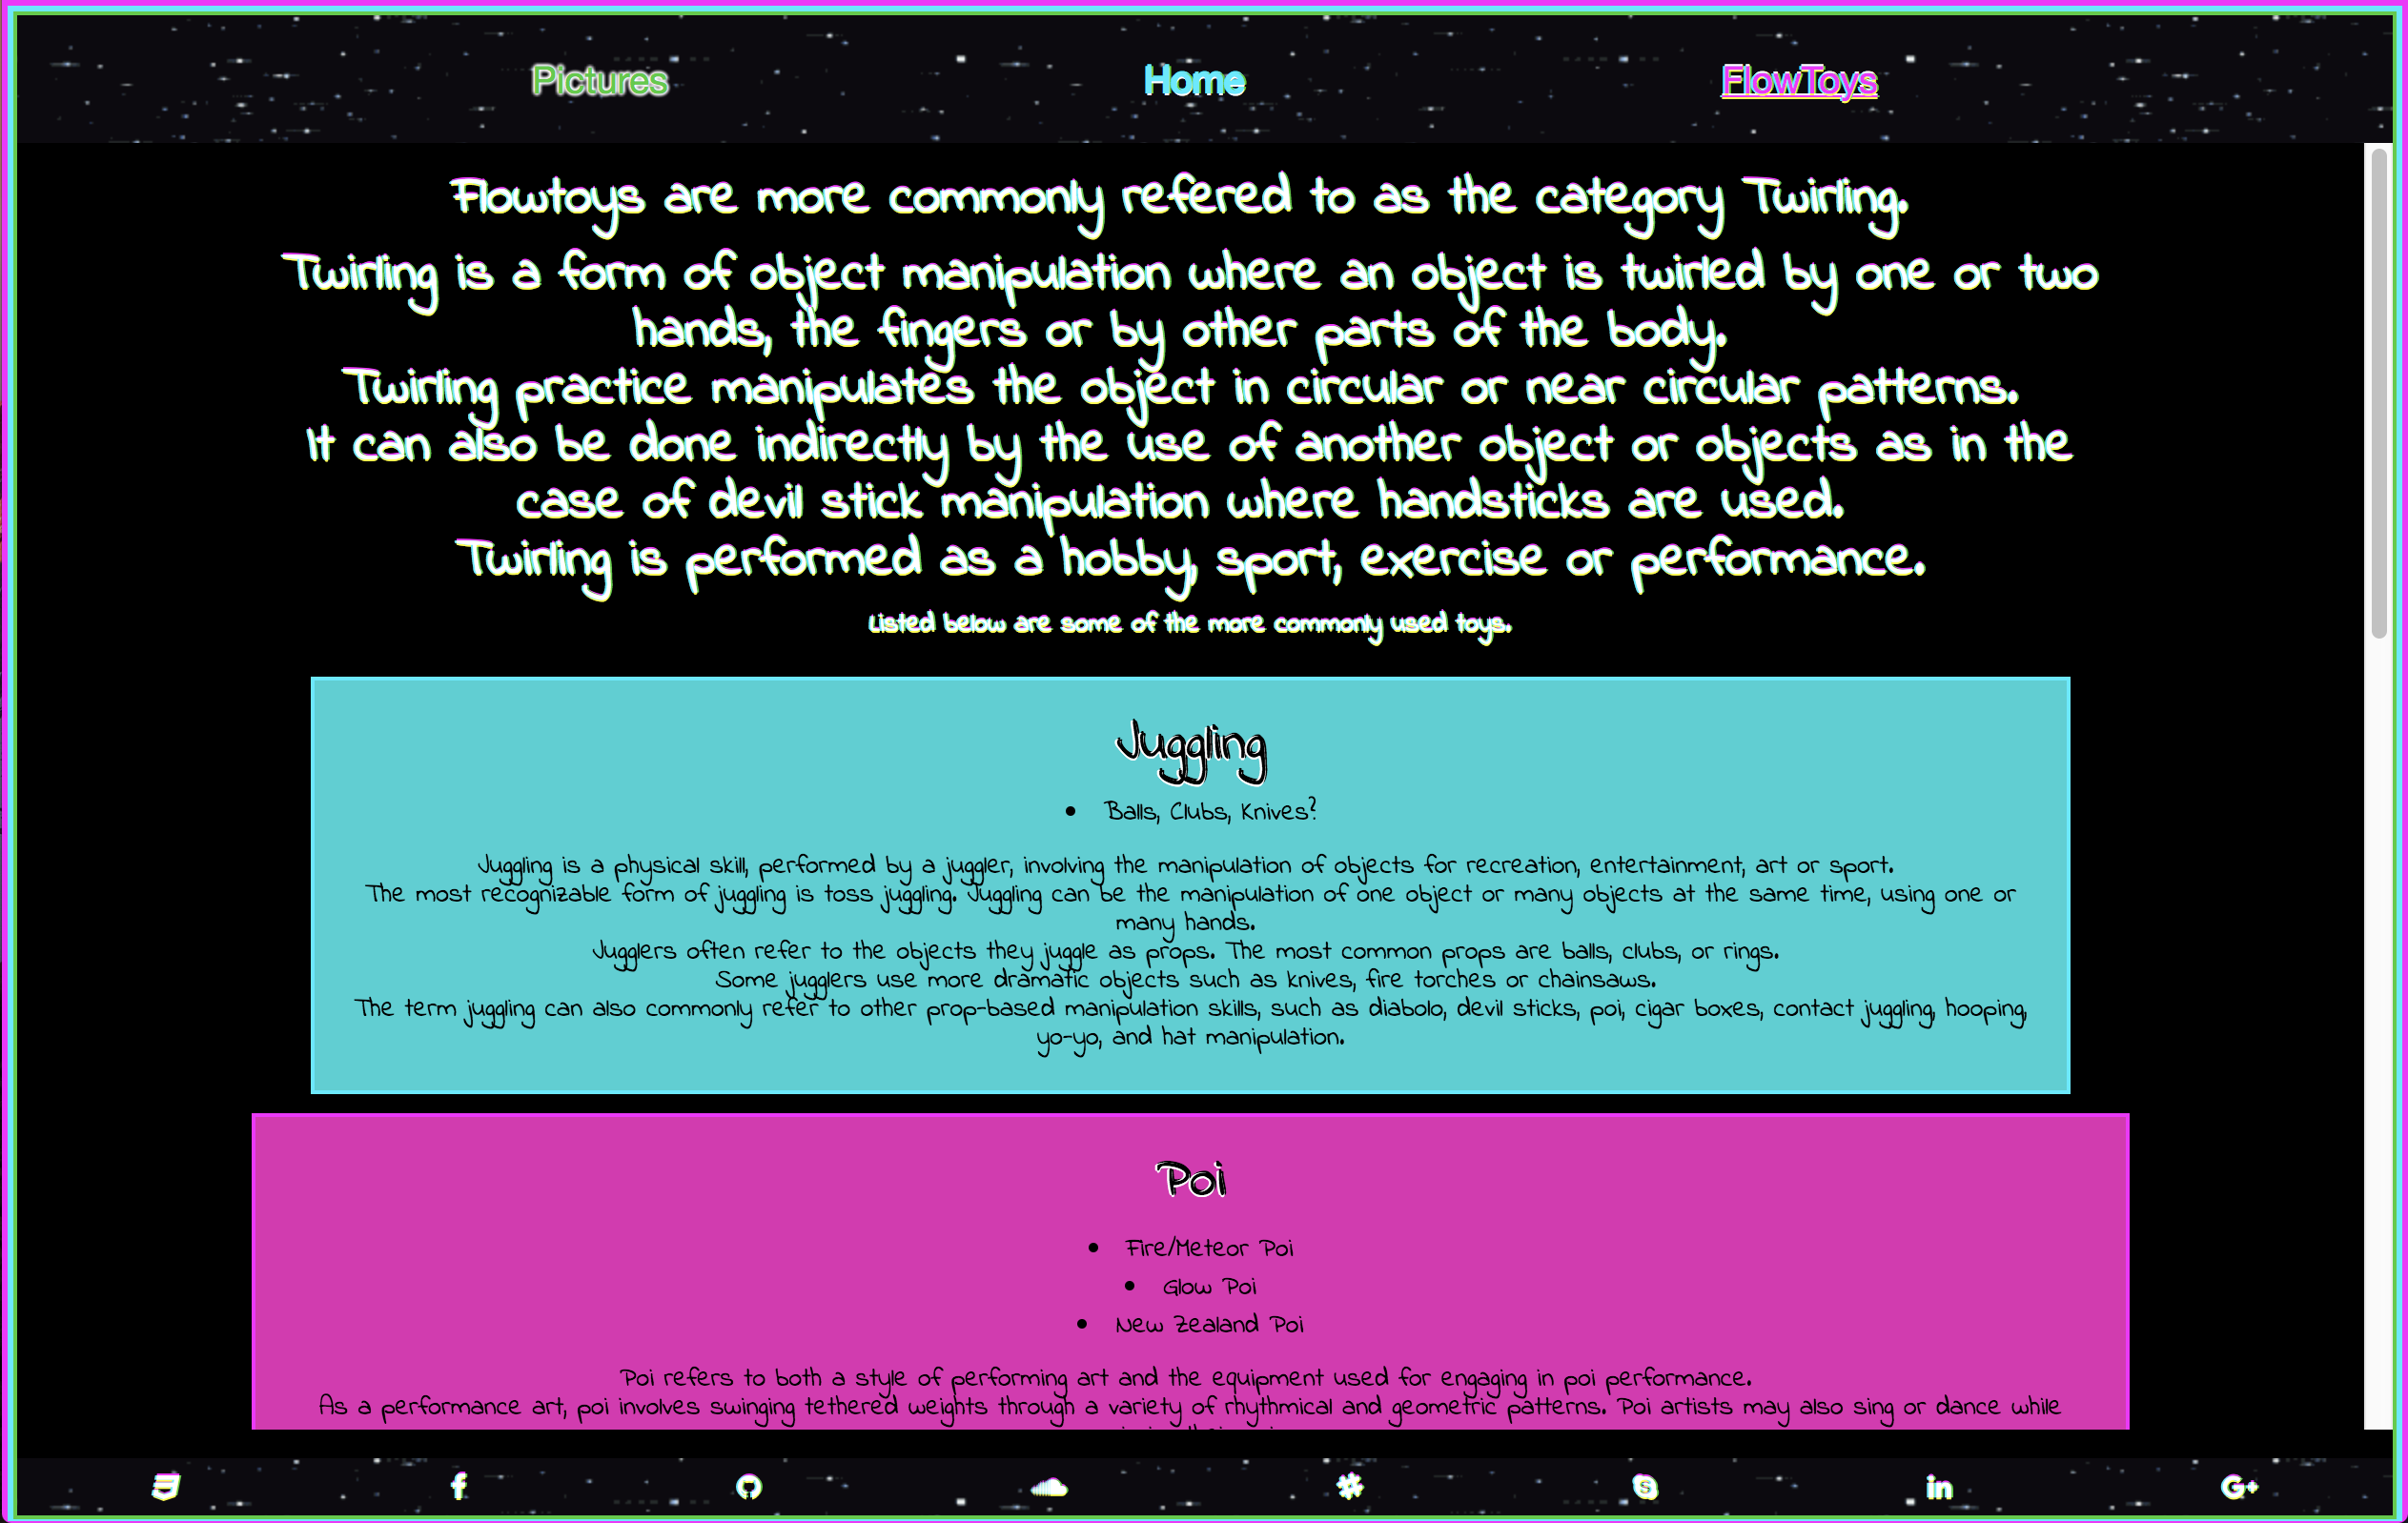 Pictures
Home
FlowToys
Flowtoys are more commonly refered to as the category Twirling.
Twirling is a form of object manipulation where an object is twirled by one or two
hands, the fingers or by other parts of the body.
Twirling practice manipulates the object in circular or near circular patterns.
It can also be done indirectly by the use of another object or objects as in the
case of devil stick manipulation where handsticks are used.
Twirling is performed as a hobby, sport, exercise or performance.
Listed below are some of the more commonly used toys.
Juggling
• Balls, Clubs, Knives?
Juggling is a physical skill, performed by a juggler, involving the manipulation of objects for recreation, entertainment, art or sport.
The most recognizable form of juggling is toss juggling. Juggling can be the manipulation of one object or many objects at the same time, using one or
many hands.
Jugglers often refer to the objects they juggle as props. The most common props are balls, clubs, or rings.
Some jugglers use more dramatic objects such as knives, fire torches or chainsaws.
The term juggling can also commonly refer to other prop-based manipulation skills, such as diabolo, devil sticks, poi, cigar boxes, contact juggling, hooping,
yo-yo, and hat manipulation.
Poi
• Fire/Meteor Poi
• Glow Poi
• New Zealand Poi
Poi refers to both a style of performing art and the equipment used for engaging in poi performance.
As a performance art, poi involves swinging tethered weights through a variety of rhythmical and geometric patterns. Poi artists may also sing or dance while
f
S
in
G+